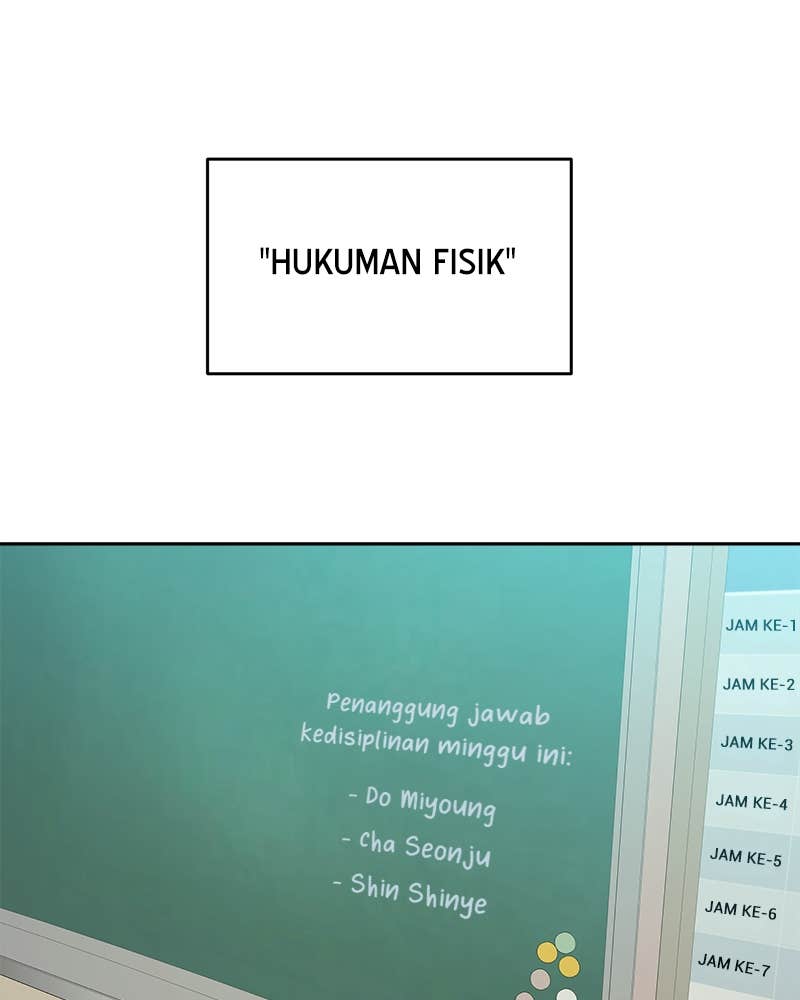 "HUKUMAN FISIK"
Penanggung jawab
kedisiplinan minggu ini:
- Do Miyoung
- Cha Seonju
- Shin Shinye
JAM KE-1
JAM KE-2
JAM KE-3
JAM KE-4
JAM KE-5
JAM KE-6
JAM KE-7